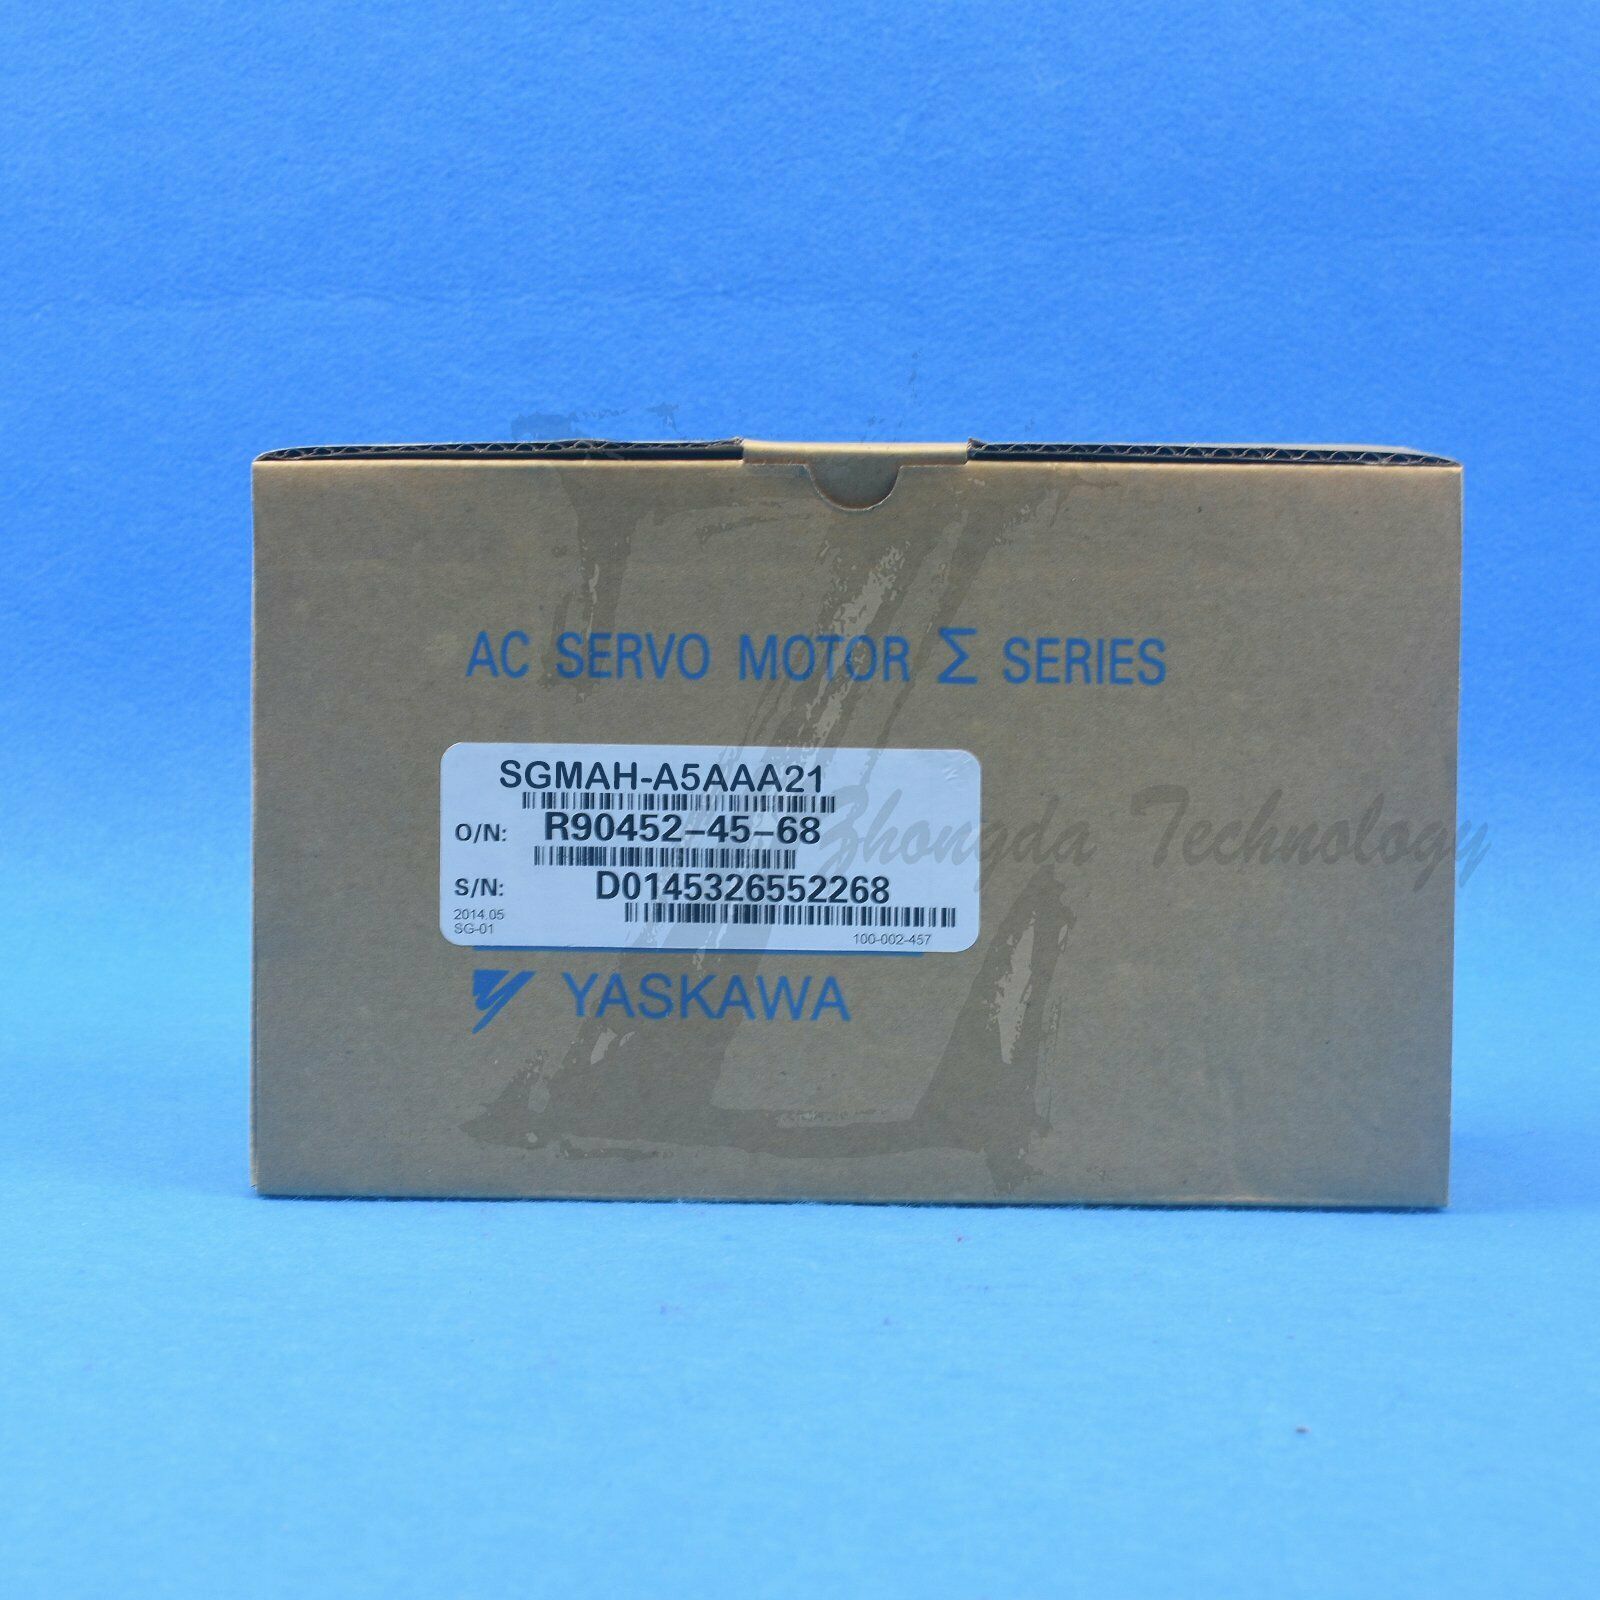 AC SERVO MOTOR Σ SERIES
SGMAH-A5AAA21
O/N: R90452-45-68
S/N: D0145326552268
2014.05
SG-01
100-002-457
Zhongda Technology
YASKAWA